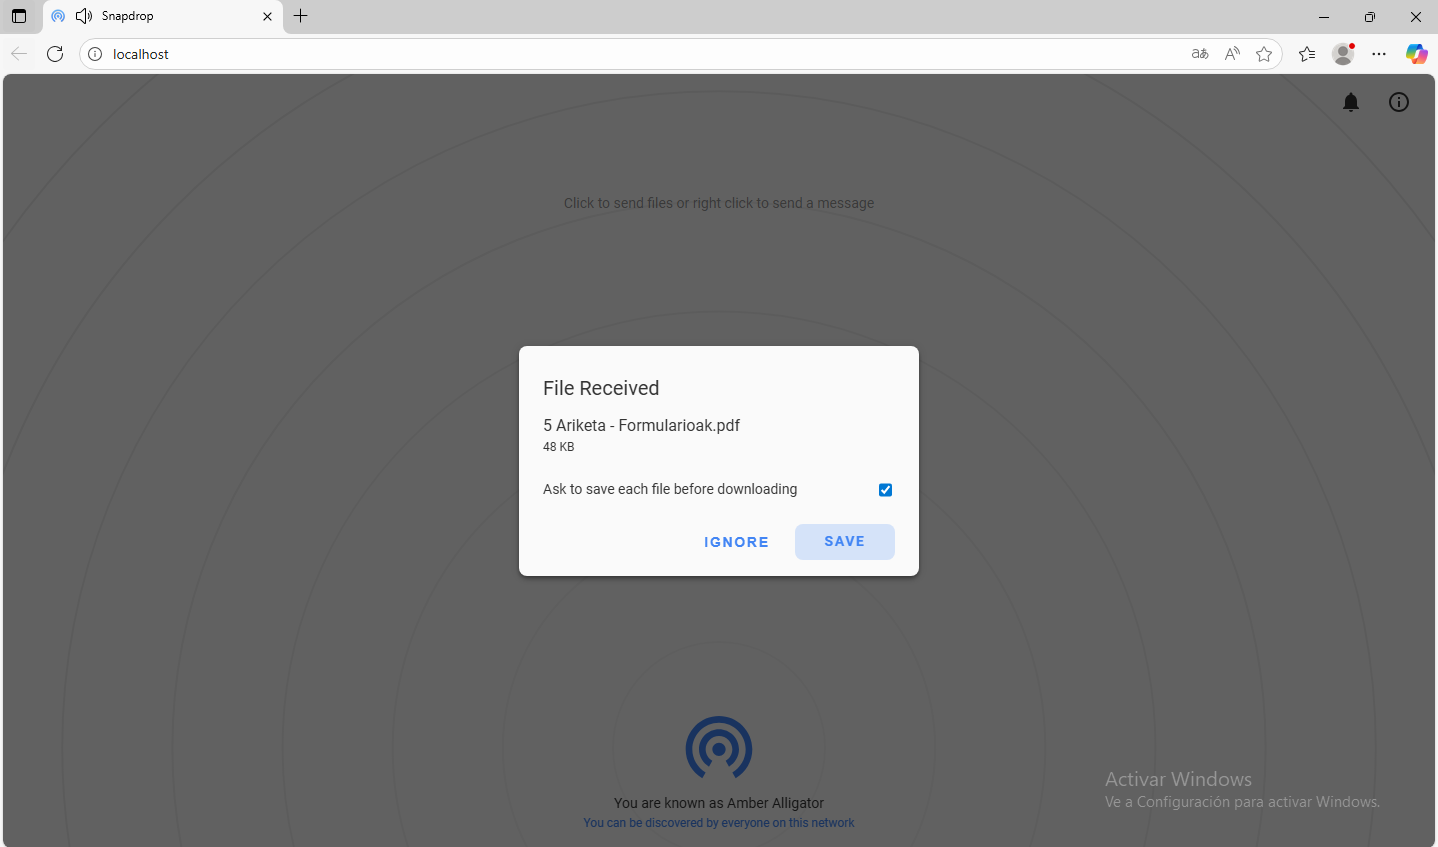 Snapdrop
localhost
Click to send files or right click to send a message
File Received
5 Ariketa - Formularioak.pdf
48 KB
Ask to save each file before downloading
IGNORE
SAVE
You are known as Amber Alligator
You can be discovered by everyone on this network
Activar Windows
Ve a Configuración para activar Windows.